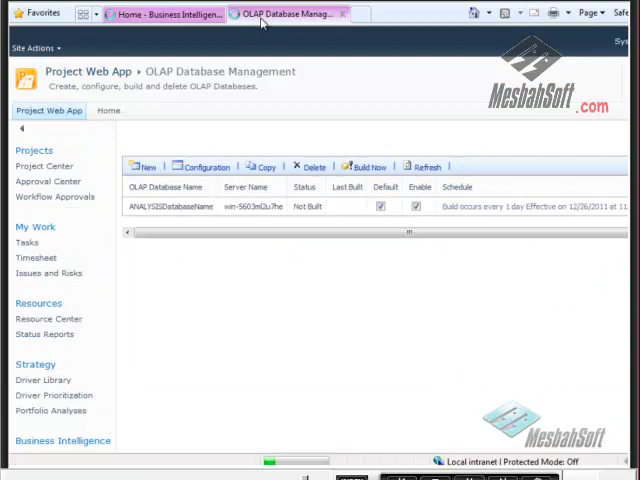 Favorites
Home - Business Intelligen...
OLAP Database Manag...
Page
Safe
Site Actions
Sys
Project Web App ▸ OLAP Database Management
Create, configure, build and delete OLAP Databases.
MesbahSoft.com
Project Web App
Home
Projects
Project Center
Approval Center
Workflow Approvals
My Work
Tasks
Timesheet
Issues and Risks
Resources
Resource Center
Status Reports
Strategy
Driver Library
Driver Prioritization
Portfolio Analyses
Business Intelligence
New | Configuration | Copy | Delete | Build Now | Refresh |
OLAP Database Name Server Name Status Last Built Default Enable Schedule
ANALYSISDatabaseName win-5603ml2u7he Not Built Build occurs every 1 day Effective on 12/26/2011 at 11:
MesbahSoft
Local intranet | Protected Mode: Off